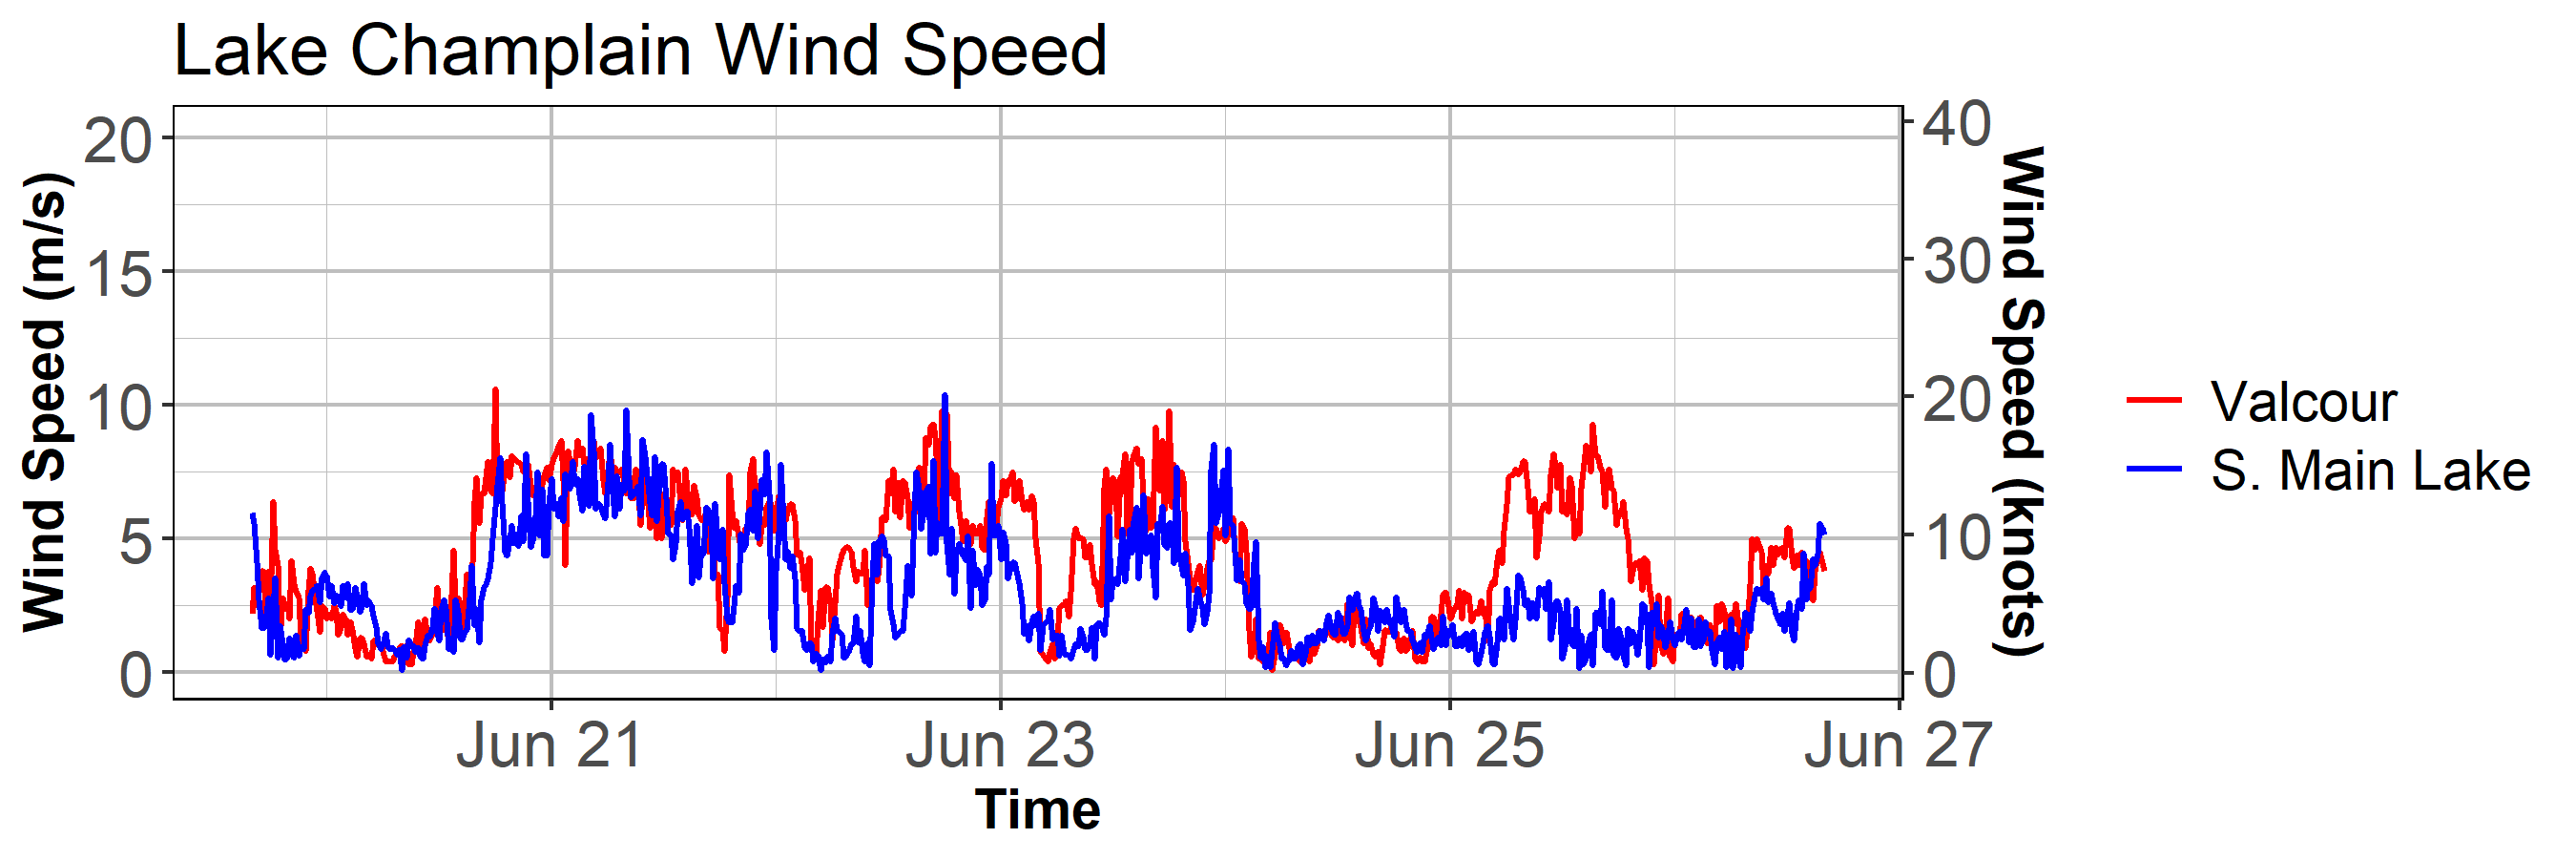 Lake Champlain Wind Speed
Wind Speed (m/s)
20
15
10
5
0
40
30
20
10
0
Wind Speed (knots)
Jun 21
Jun 23
Jun 25
Jun 27
Time
Valcour
S. Main Lake